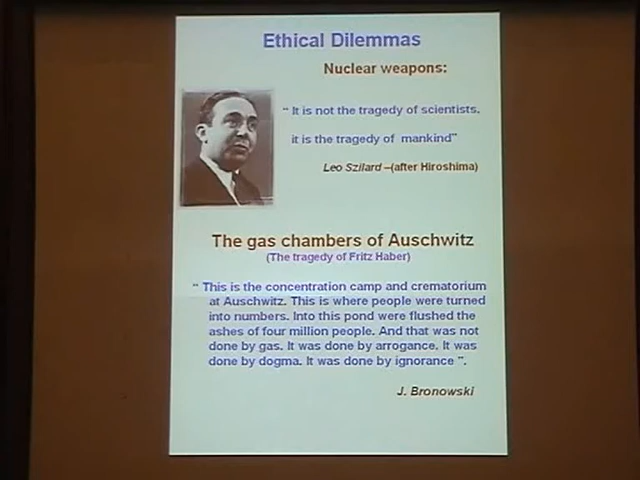 Ethical Dilemmas
Nuclear weapons:
“ It is not the tragedy of scientists,
it is the tragedy of mankind”
Leo Szilard –(after Hiroshima)
The gas chambers of Auschwitz
(The tragedy of Fritz Haber)
“ This is the concentration camp and crematorium
at Auschwitz. This is where people were turned
into numbers. Into this pond were flushed the
ashes of four million people. And that was not
done by gas. It was done by arrogance. It was
done by dogma. It was done by ignorance ”.
J. Bronowski